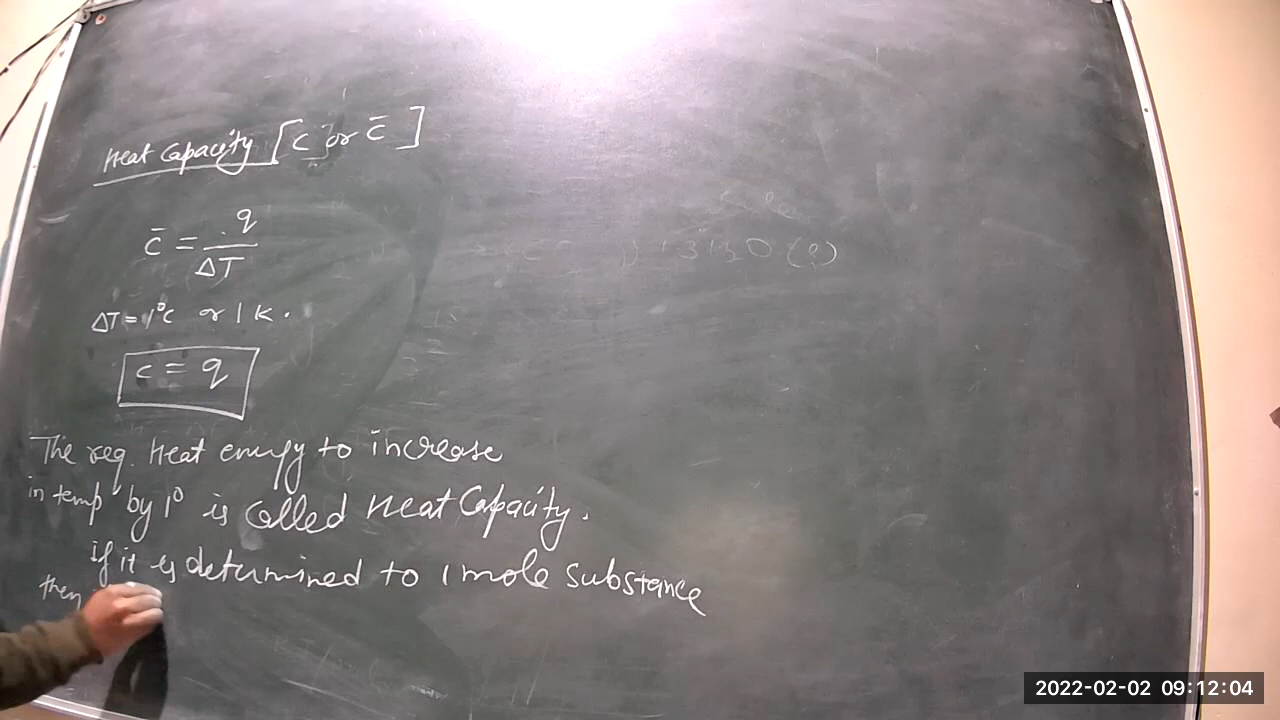 Heat Capacity [C or c̄]
c̄ = q / ΔT
ΔT = 1°C or 1 K.
c = q
The req. Heat energy to increase
in temp by 1° is called Heat Capacity.
if it is determined to 1 mole substance
then
+ 3H₂O (l)
2022-02-02 09:12:04